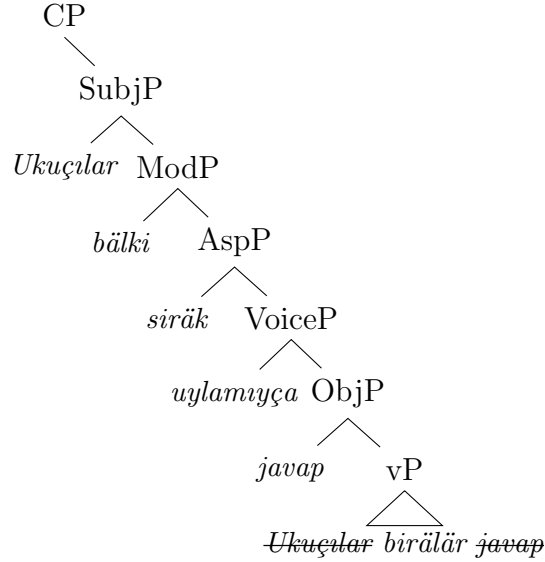 CP
SubjP
Ukuçılar ModP
bälki AspP
siräk VoiceP
uylamıyça ObjP
javap vP
Ukuçılar birälär javap